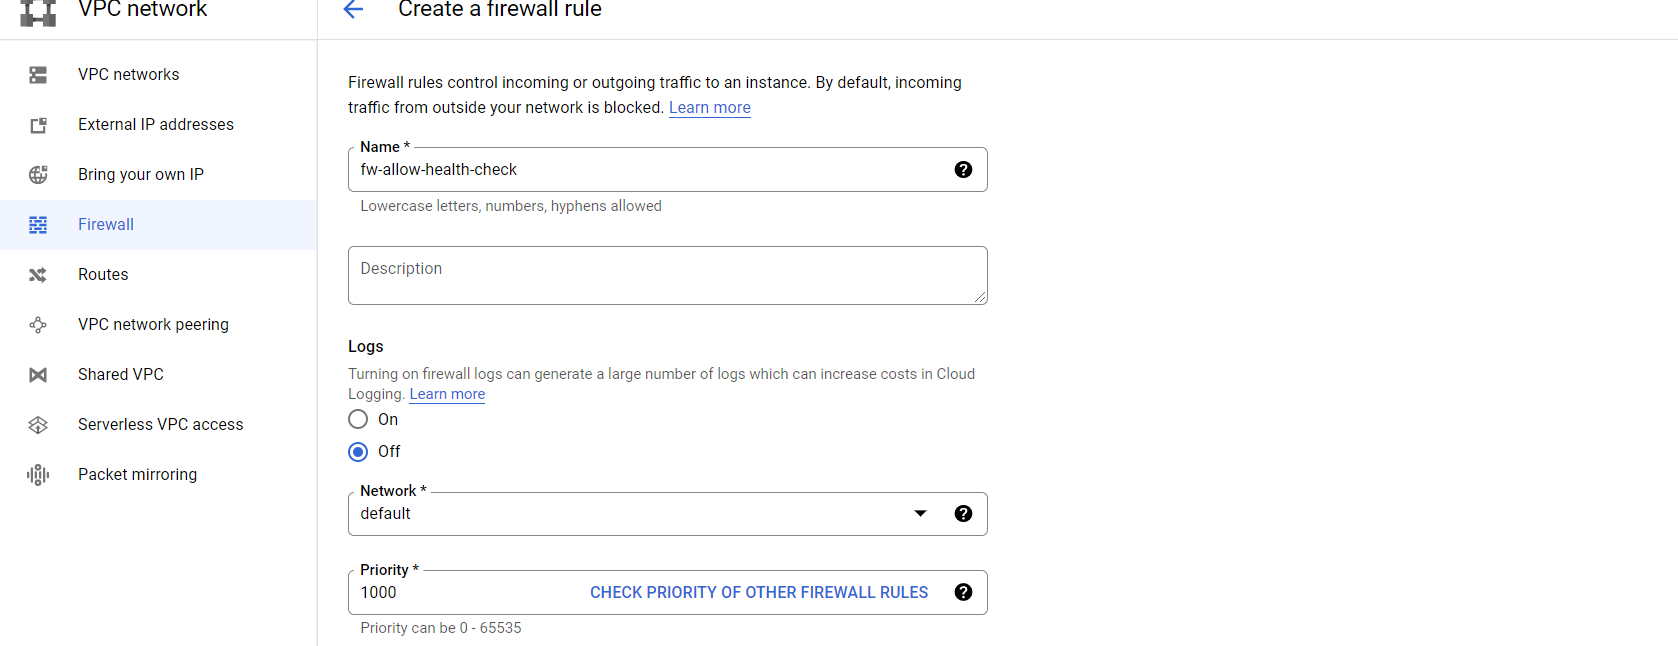 VPC network
Create a firewall rule
VPC networks
External IP addresses
Bring your own IP
Firewall
Routes
VPC network peering
Shared VPC
Serverless VPC access
Packet mirroring
Firewall rules control incoming or outgoing traffic to an instance. By default, incoming
traffic from outside your network is blocked. Learn more
Name *
fw-allow-health-check
Lowercase letters, numbers, hyphens allowed
Description
Logs
Turning on firewall logs can generate a large number of logs which can increase costs in Cloud
Logging. Learn more
On
Off
Network *
default
Priority *
1000 CHECK PRIORITY OF OTHER FIREWALL RULES
Priority can be 0 - 65535